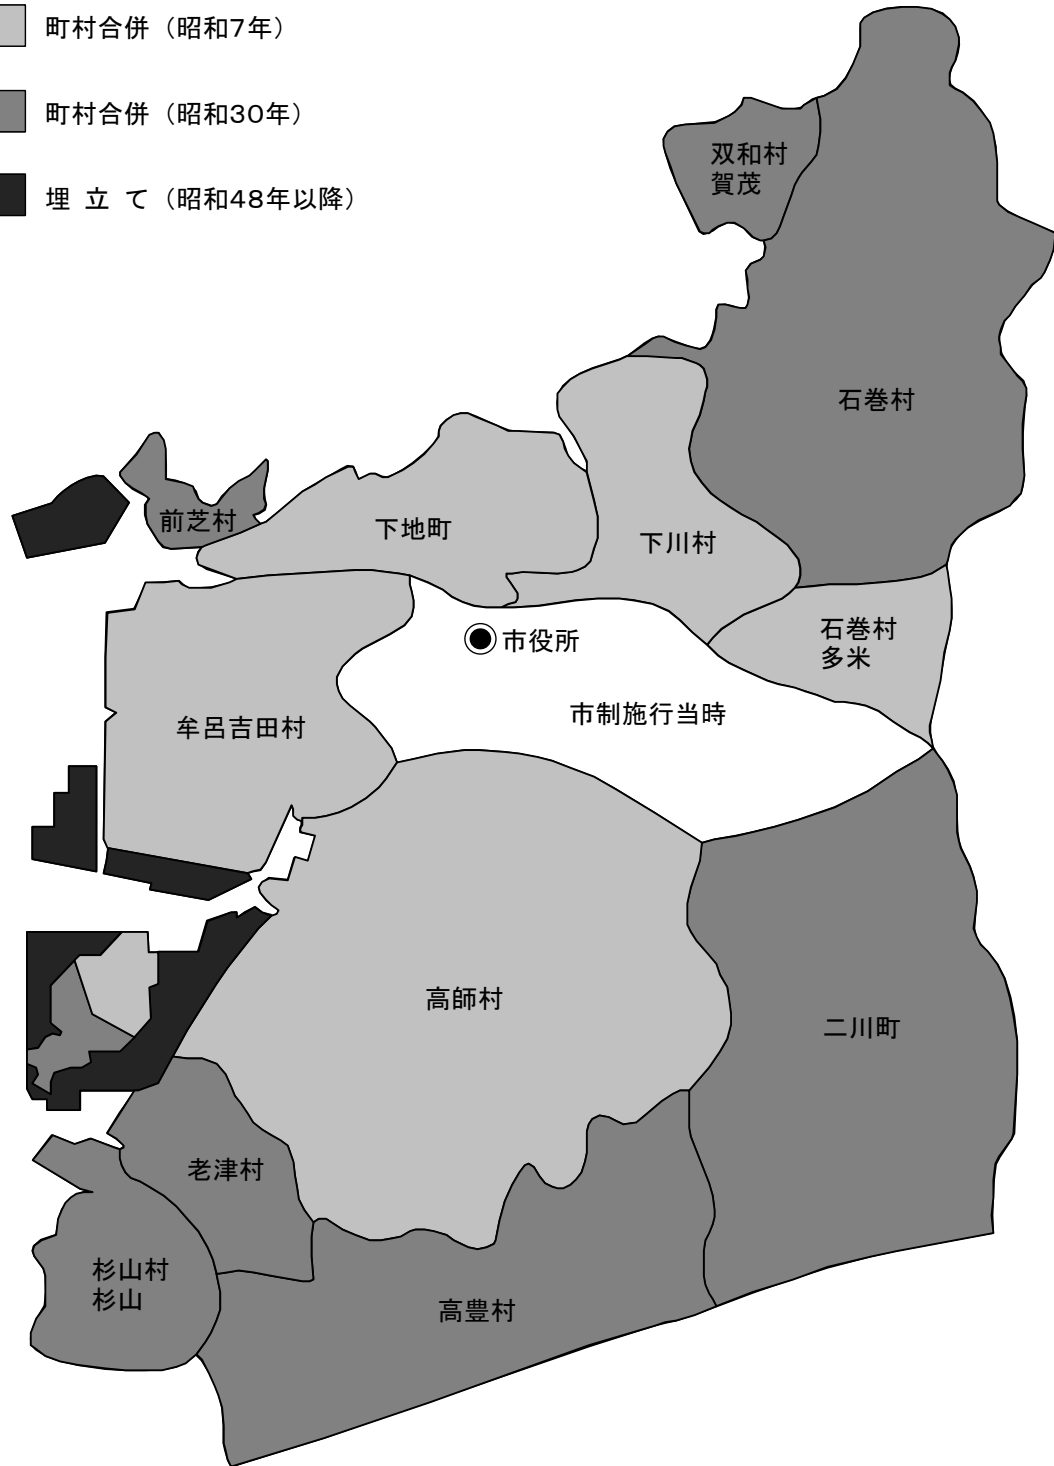 町村合併（昭和7年）
町村合併（昭和30年）
埋立て（昭和48年以降）
双和村
賀茂
石巻村
前芝村
下地町
下川村
石巻村
多米
市役所
市制施行当時
牟呂吉田村
高師村
二川町
老津村
杉山村
杉山
高豊村